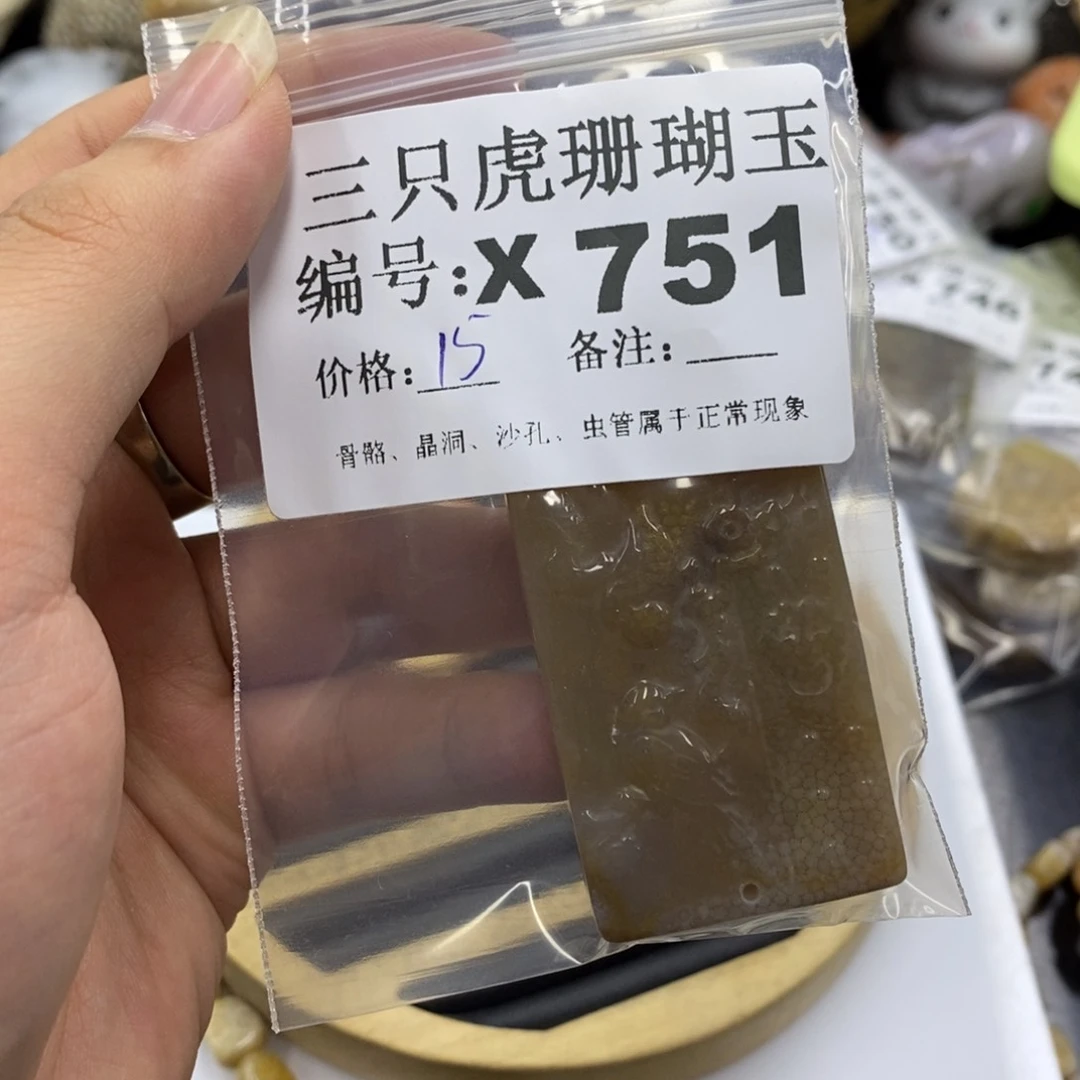 三只虎珊瑚玉
编号:X 751
价格:15 备注:____
骨骼、晶洞、沙孔、虫管属于正常现象